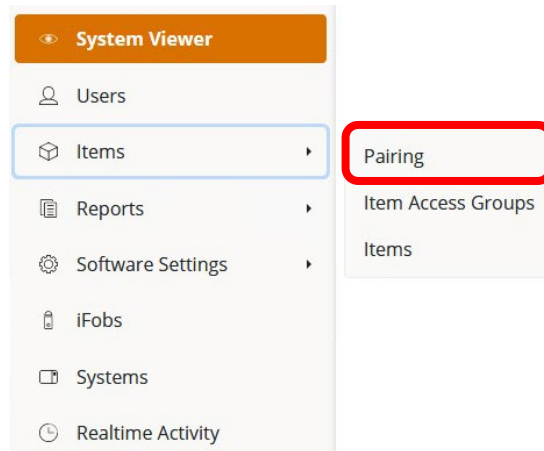 System Viewer
Users
Items
Pairing
Reports
Item Access Groups
Items
Software Settings
iFobs
Systems
Realtime Activity